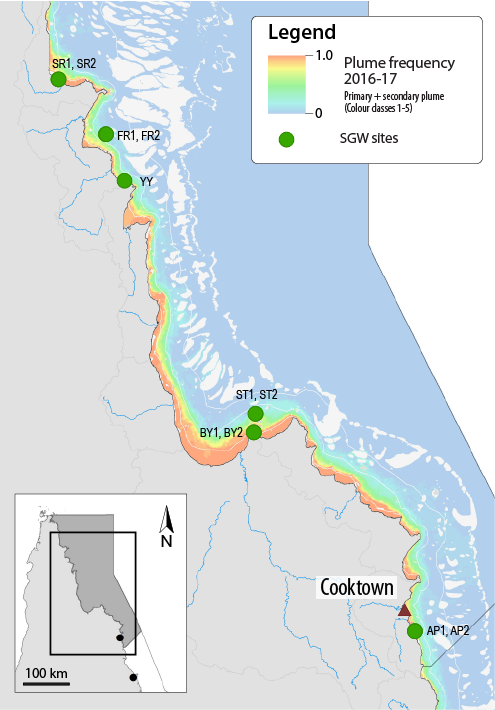 Legend
1.0
Plume frequency
2016-17
Primary + secondary plume
(Colour classes 1-5)
0
SGW sites
SR1, SR2
FR1, FR2
YY
ST1, ST2
BY1, BY2
Cooktown
AP1, AP2
N
100 km